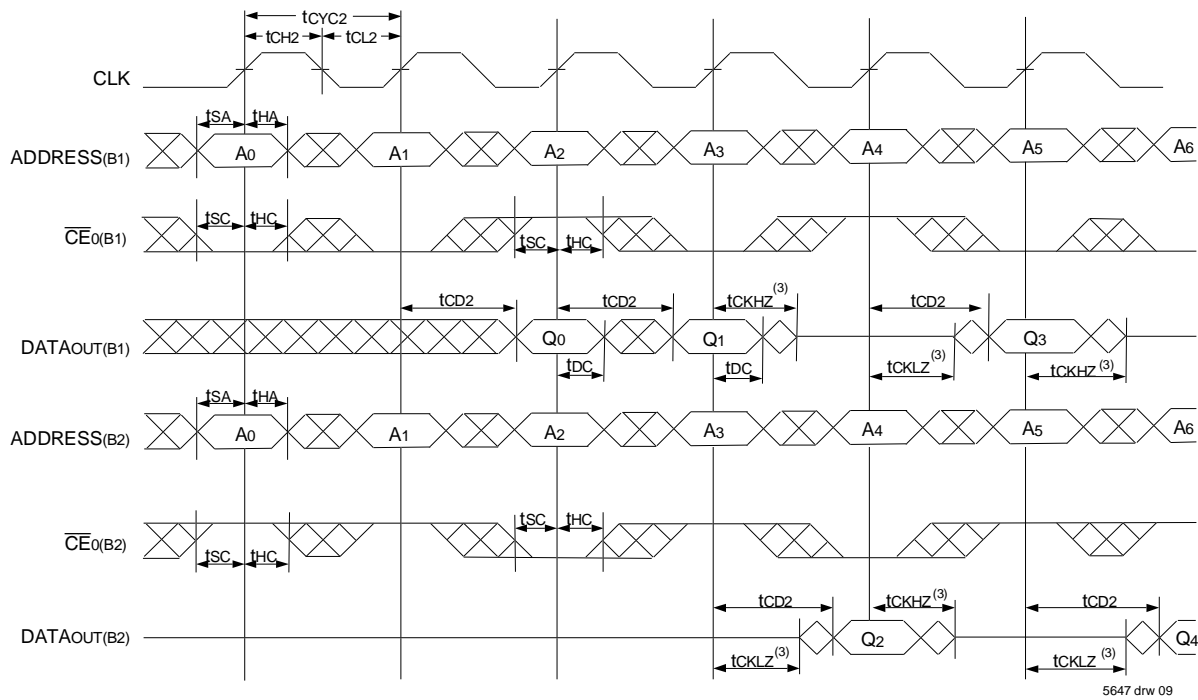 tCYC2
tCH2 tCL2
CLK
tSA tHA
ADDRESS(B1) A0 A1 A2 A3 A4 A5 A6
tSC tHC
CE0(B1)
tSC tHC
tCD2 tCD2 tCKHZ(3) tCD2
DATAOUT(B1) Q0 Q1 Q3
tDC tDC tCKLZ(3) tCKHZ(3)
tSA tHA
ADDRESS(B2) A0 A1 A2 A3 A4 A5 A6
tSC tHC
CE0(B2)
tSC tHC
tCD2 tCKHZ(3) tCD2
DATAOUT(B2) Q2 Q4
tCKLZ(3) tCKLZ(3)
5647 drw 09